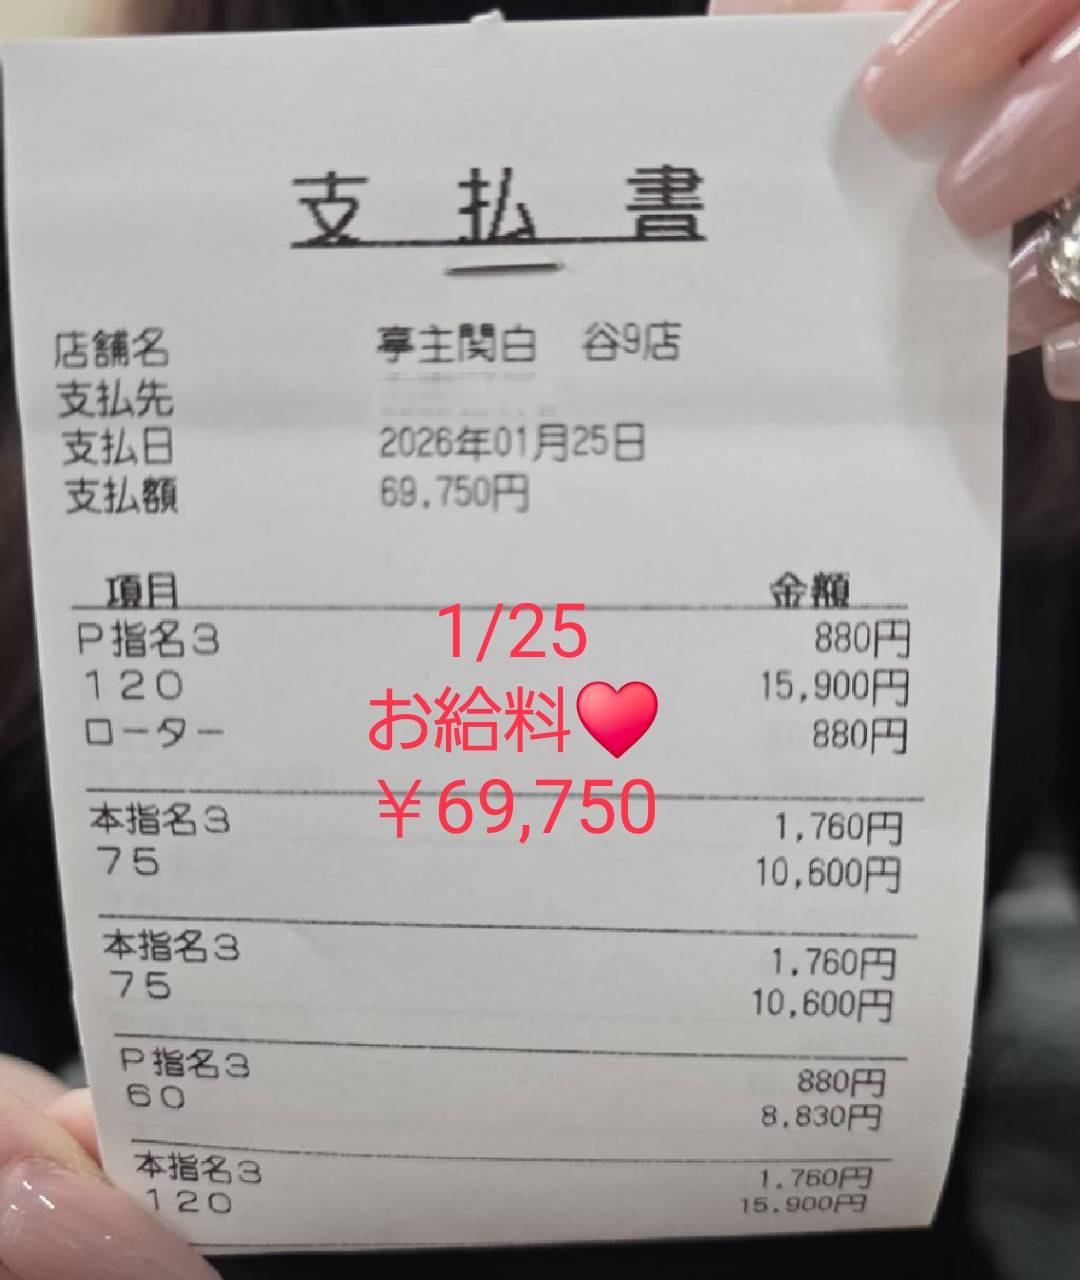 支払書
店舗名 亭主関白 谷9店
支払先
支払日 2026年01月25日
支払額 69,750円
項目 金額
P指名3 880円
120 15,900円
ローター 880円
1/25
お給料❤️
￥69,750
本指名3 1,760円
75 10,600円
本指名3 1,760円
75 10,600円
P指名3 880円
60 8,830円
本指名3 1,760円
120 15,900円